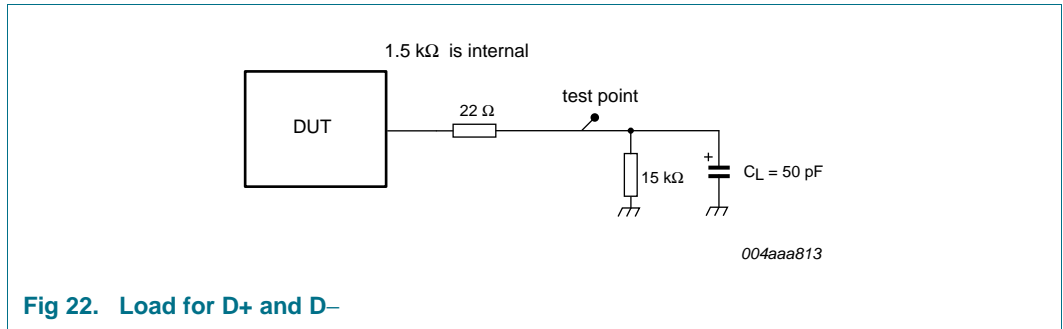 1.5 kΩ is internal
DUT
22 Ω
test point
15 kΩ
+
CL = 50 pF
004aaa813
Fig 22. Load for D+ and D−